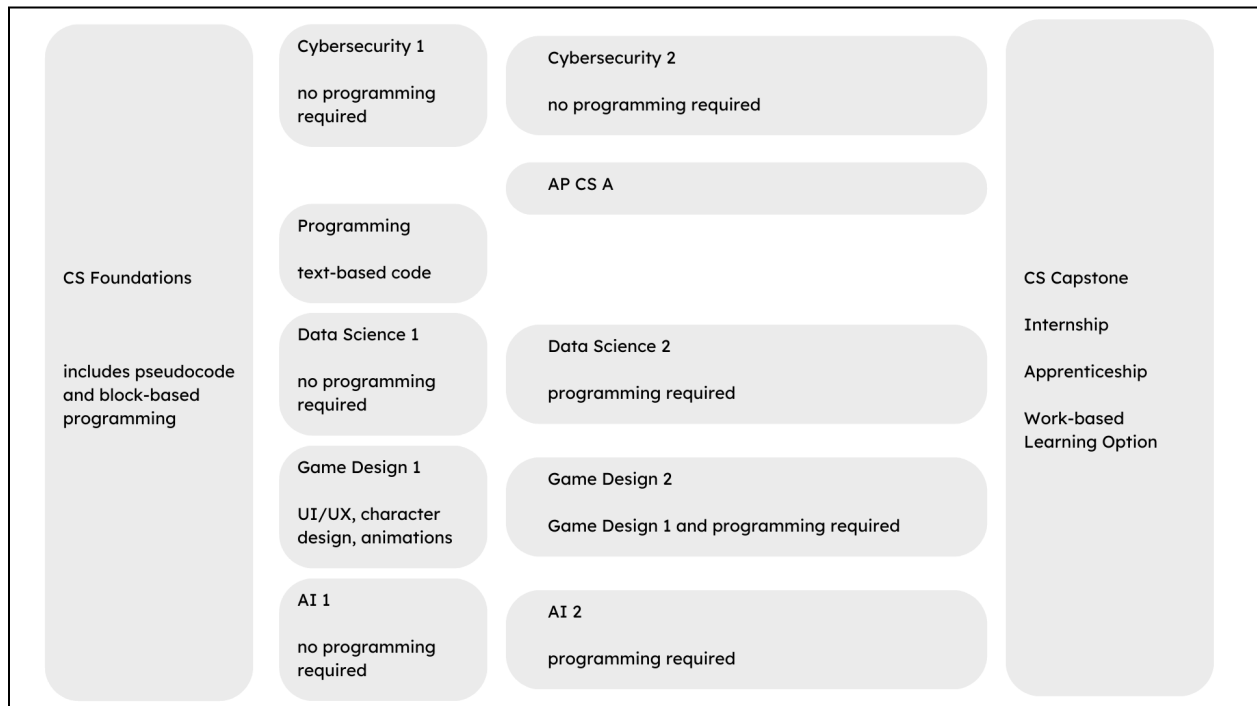 CS Foundations
includes pseudocode
and block-based
programming
Cybersecurity 1
no programming
required
Programming
text-based code
Data Science 1
no programming
required
Game Design 1
UI/UX, character
design, animations
AI 1
no programming
required
Cybersecurity 2
no programming required
AP CS A
Data Science 2
programming required
Game Design 2
Game Design 1 and programming required
AI 2
programming required
CS Capstone
Internship
Apprenticeship
Work-based
Learning Option